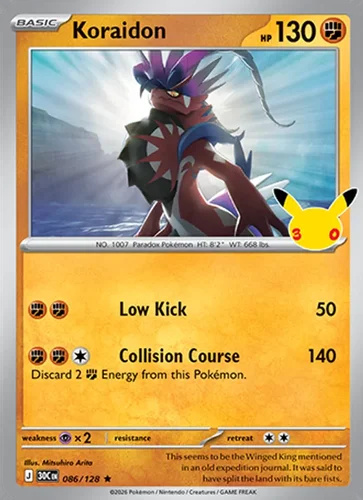 BASIC
Koraidon
HP 130
NO. 1007 Paradox Pokémon HT: 8'2" WT: 668 lbs.
30
Low Kick 50
Collision Course 140
Discard 2 Energy from this Pokémon.
weakness ×2 resistance retreat
Illus. Mitsuhiro Arita
This seems to be the Winged King mentioned
in an old expedition journal. It was said to
have split the land with its bare fists.
J 30C EN 086/128 ★
©2026 Pokémon / Nintendo / Creatures / GAME FREAK